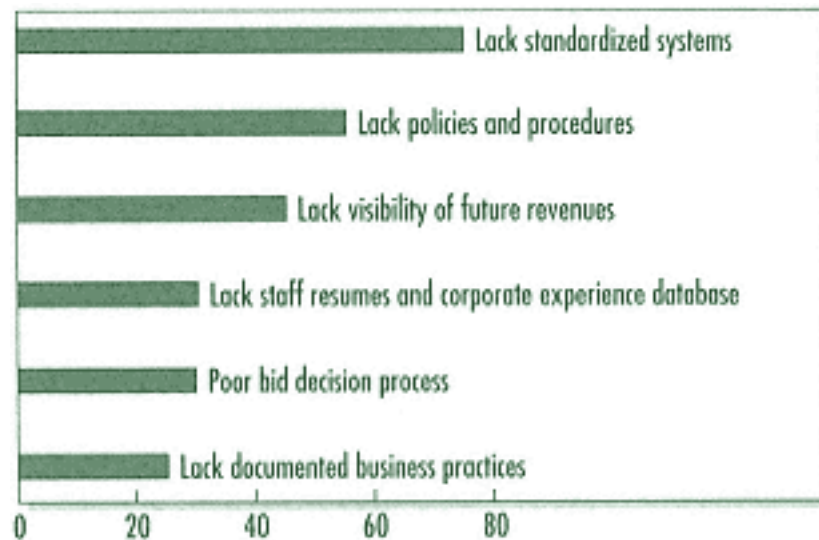 Lack standardized systems
Lack policies and procedures
Lack visibility of future revenues
Lack staff resumes and corporate experience database
Poor bid decision process
Lack documented business practices
0 20 40 60 80